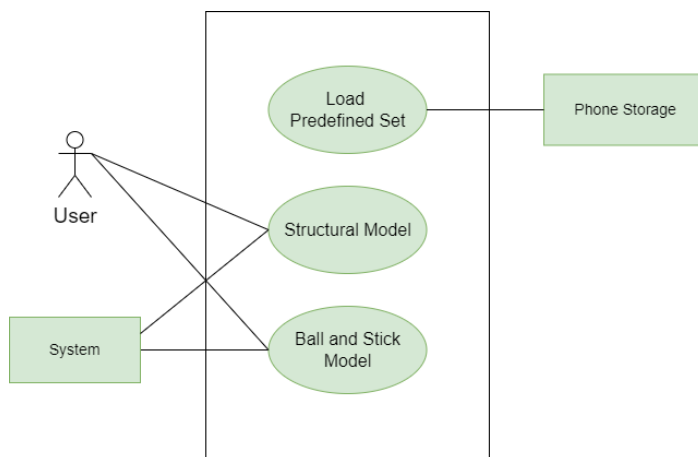 Load
Predefined Set
Phone Storage
User
Structural Model
System
Ball and Stick
Model